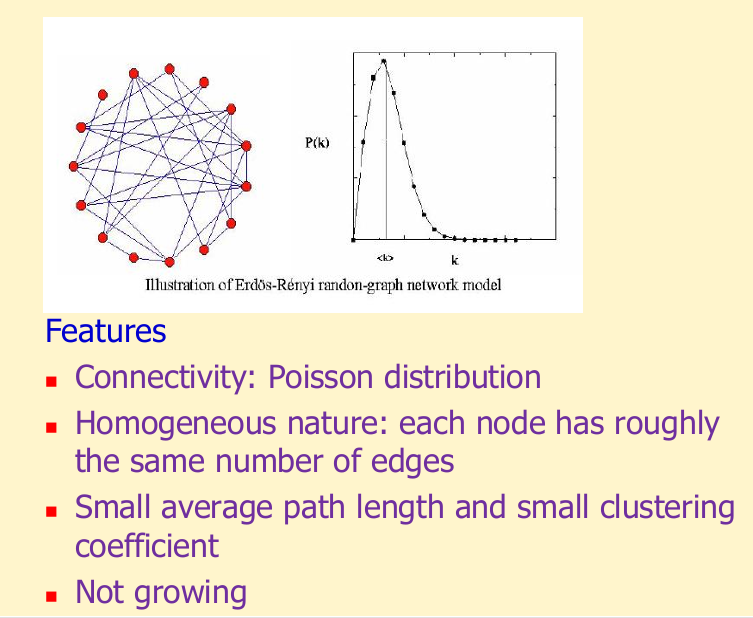 P(k)
<k>
k
Illustration of Erdös-Rényi randon-graph network model
Features
Connectivity: Poisson distribution
Homogeneous nature: each node has roughly
the same number of edges
Small average path length and small clustering
coefficient
Not growing